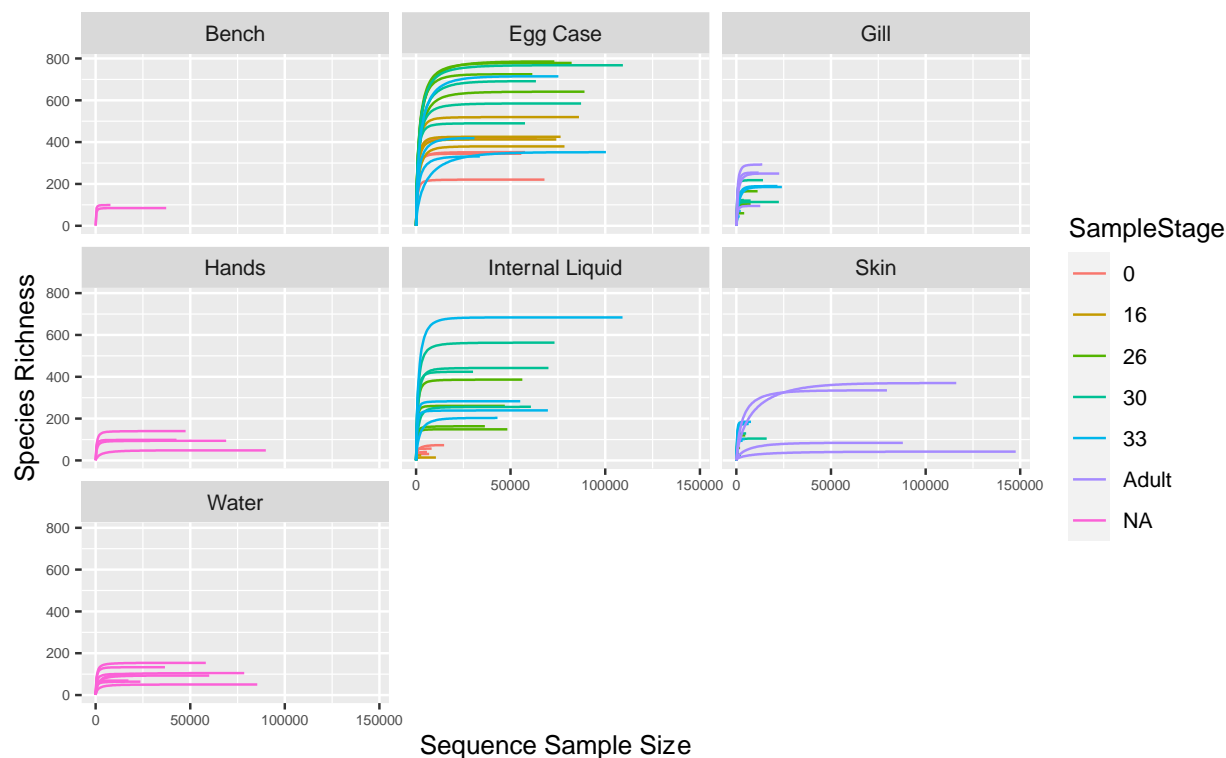 Bench
Egg Case
Gill
800
600
400
200
0
Hands
Internal Liquid
Skin
800
600
400
200
0
0 50000 100000 150000
0 50000 100000 150000
Water
800
600
400
200
0
0 50000 100000 150000
Species Richness
Sequence Sample Size
SampleStage
0
16
26
30
33
Adult
NA